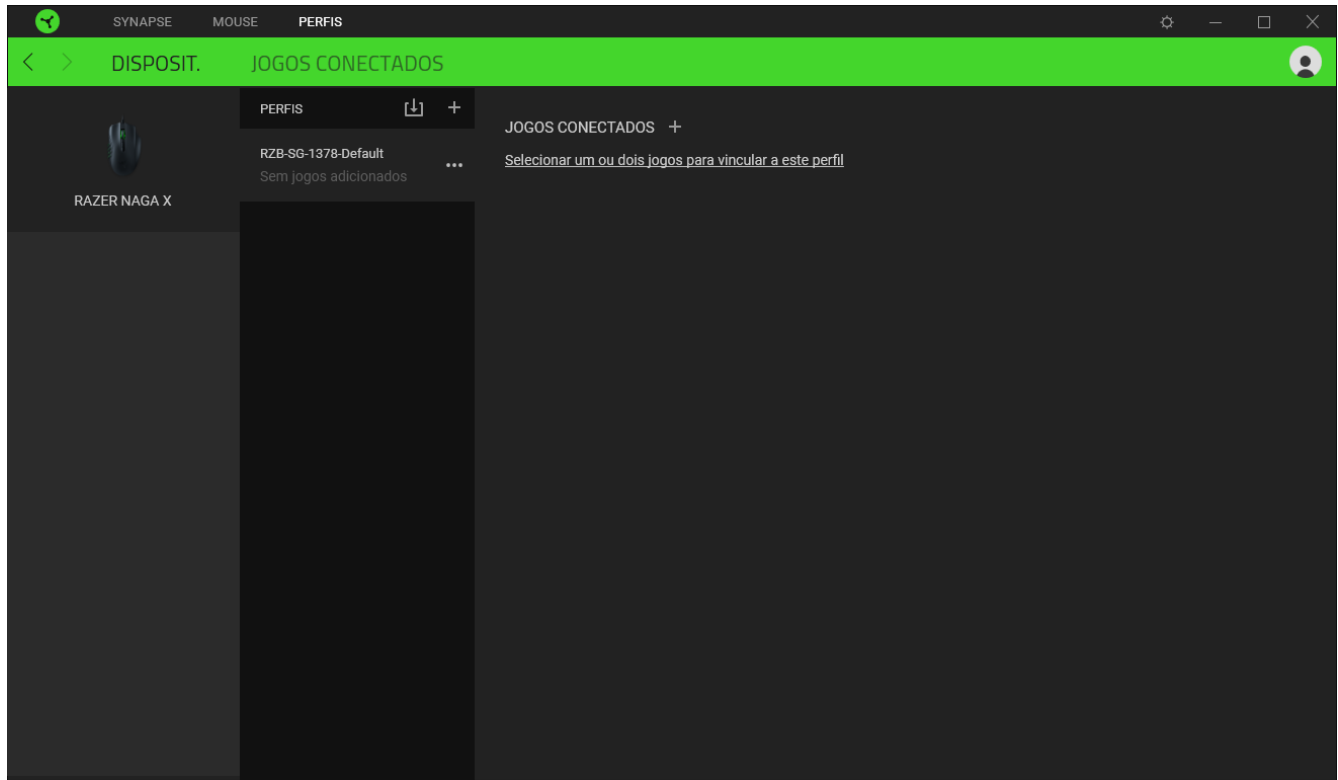 SYNAPSE MOUSE PERFIS
DISPOSIT. JOGOS CONECTADOS
RAZER NAGA X
PERFIS
RZB-SG-1378-Default
Sem jogos adicionados
JOGOS CONECTADOS
Selecionar um ou dois jogos para vincular a este perfil